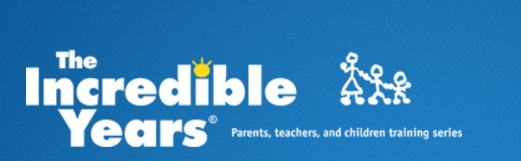 The
Incredible
Years®
Parents, teachers, and children training series